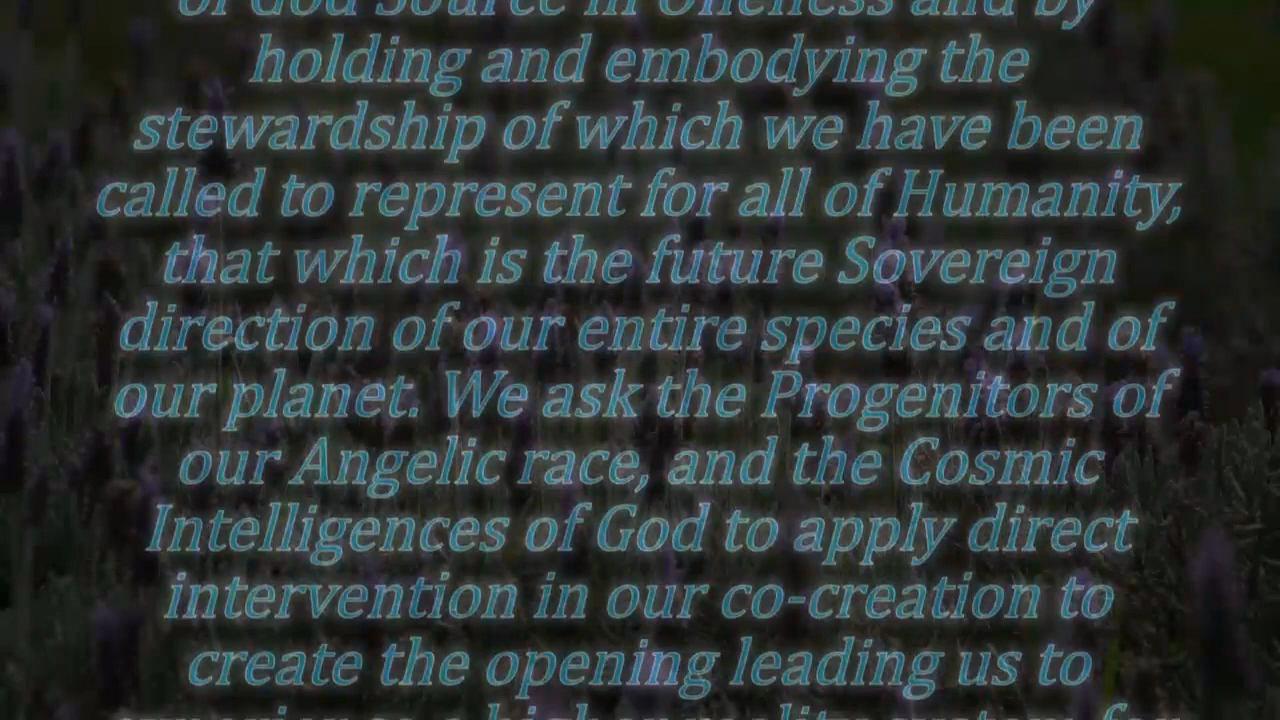 of God Source in Oneness and by
holding and embodying the
stewardship of which we have been
called to represent for all of Humanity,
that which is the future Sovereign
direction of our entire species and of
our planet. We ask the Progenitors of
our Angelic race, and the Cosmic
Intelligences of God to apply direct
intervention in our co-creation to
create the opening leading us to